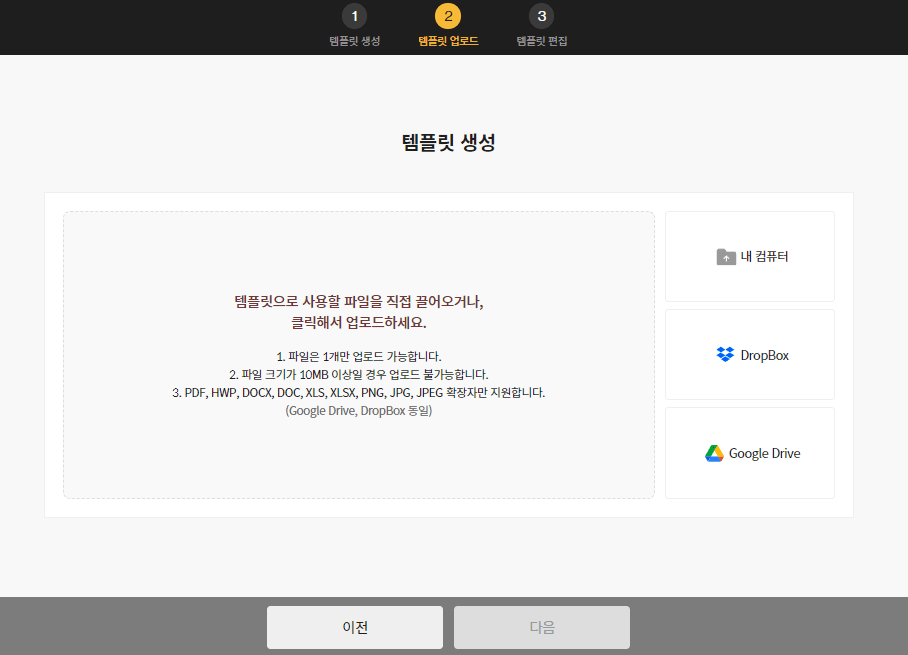 1
2
3
템플릿 생성
템플릿 업로드
템플릿 편집
템플릿 생성
템플릿으로 사용할 파일을 직접 끌어오거나,
클릭해서 업로드하세요.
1. 파일은 1개만 업로드 가능합니다.
2. 파일 크기가 10MB 이상일 경우 업로드 불가능합니다.
3. PDF, HWP, DOCX, DOC, XLS, XLSX, PNG, JPG, JPEG 확장자만 지원합니다.
(Google Drive, DropBox 동일)
내 컴퓨터
DropBox
Google Drive
이전
다음